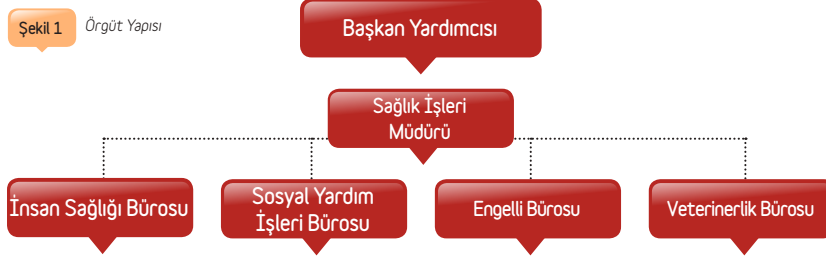 Şekil 1
Örgüt Yapısı
Başkan Yardımcısı
Sağlık İşleri
Müdürü
İnsan Sağlığı Bürosu
Sosyal Yardım
İşleri Bürosu
Engelli Bürosu
Veterinerlik Bürosu